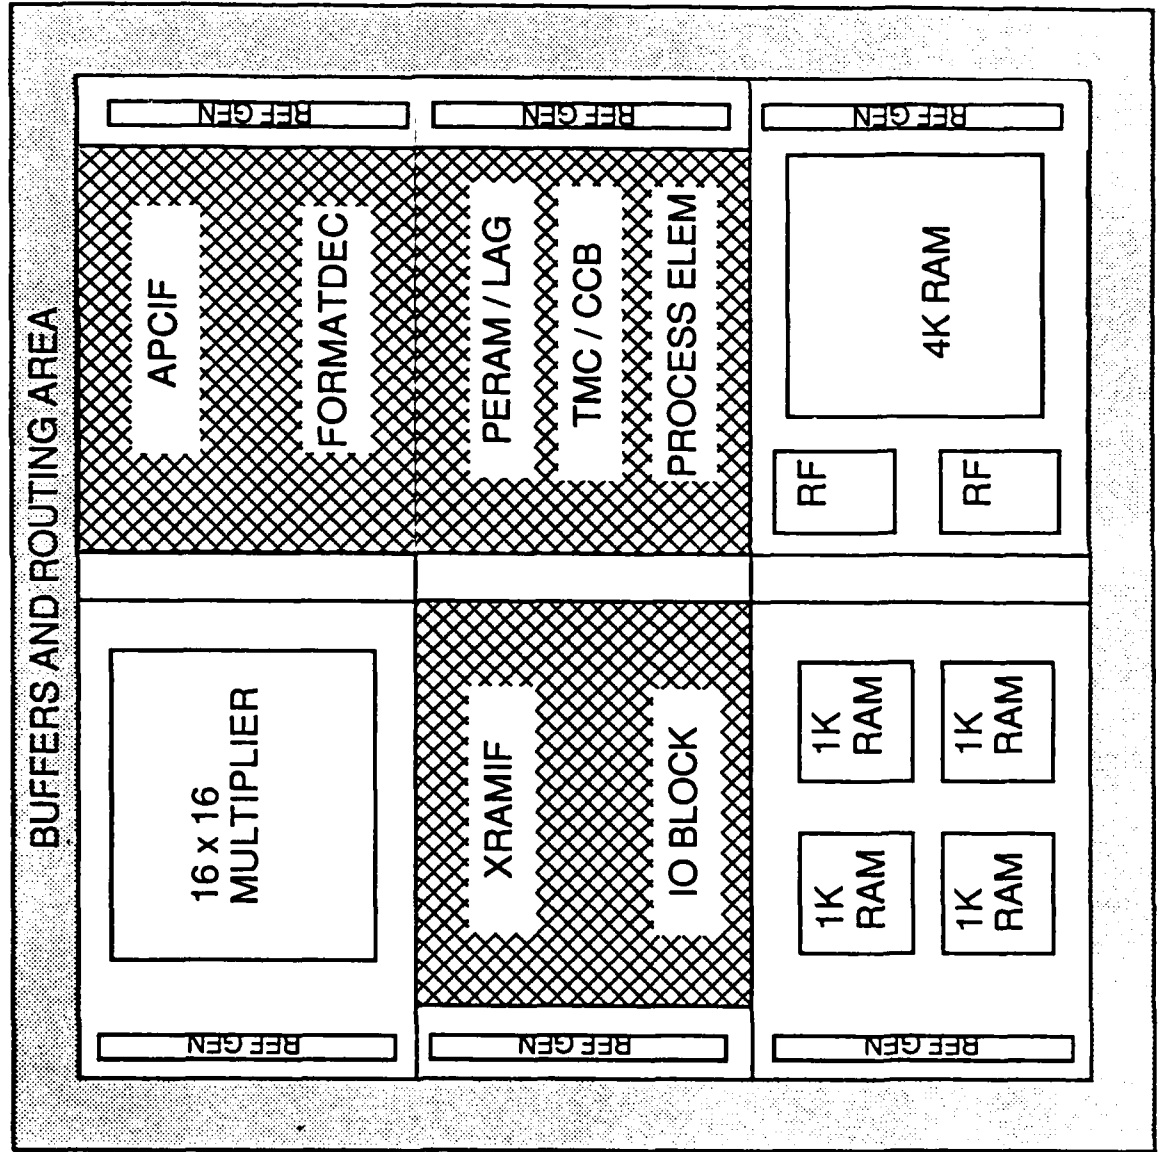 BUFFERS AND ROUTING AREA
REF GEN
16 x 16
MULTIPLIER
APCIF
FORMATDEC
REF GEN
REF GEN
XRAMIF
IO BLOCK
PERAM / LAG
TMC / CCB
PROCESS ELEM
REF GEN
REF GEN
1K
RAM
1K
RAM
1K
RAM
1K
RAM
RF
RF
4K RAM
REF GEN